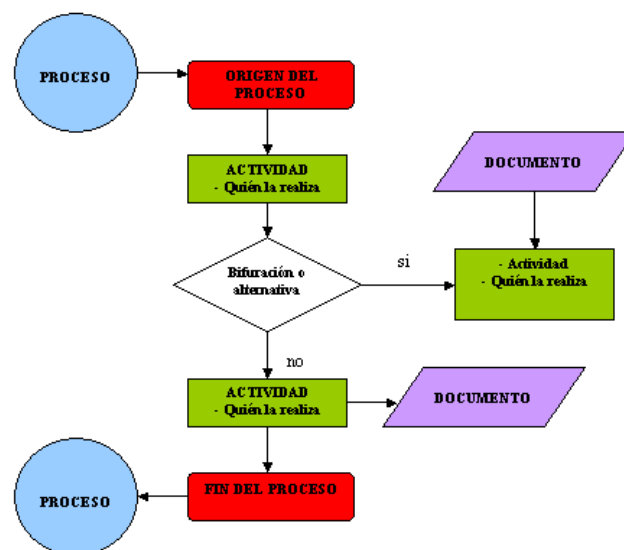 PROCESO
ORIGEN DEL
PROCESO
ACTIVIDAD
- Quién la realiza
DOCUMENTO
Bifuración o
alternativa
si
- Actividad
- Quién la realiza
no
ACTIVIDAD
- Quién la realiza
DOCUMENTO
FIN DEL PROCESO
PROCESO